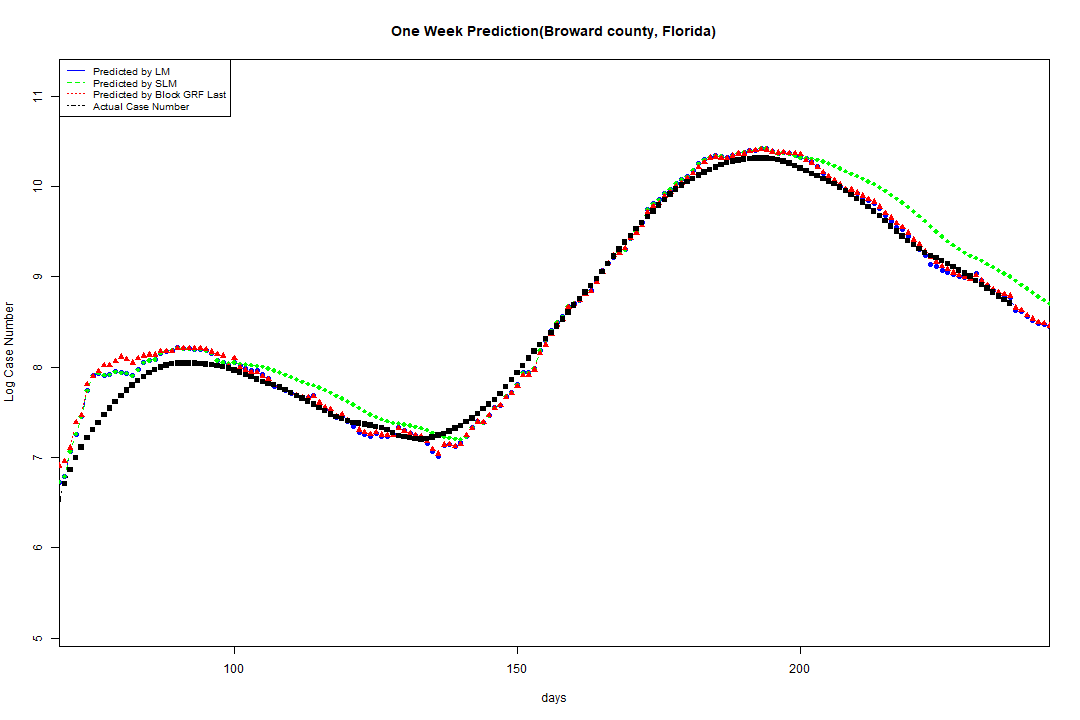 One Week Prediction(Broward county, Florida)
Predicted by LM
Predicted by SLM
Predicted by Block GRF Last
Actual Case Number
Log Case Number
11
10
9
8
7
6
5
100 150 200
days